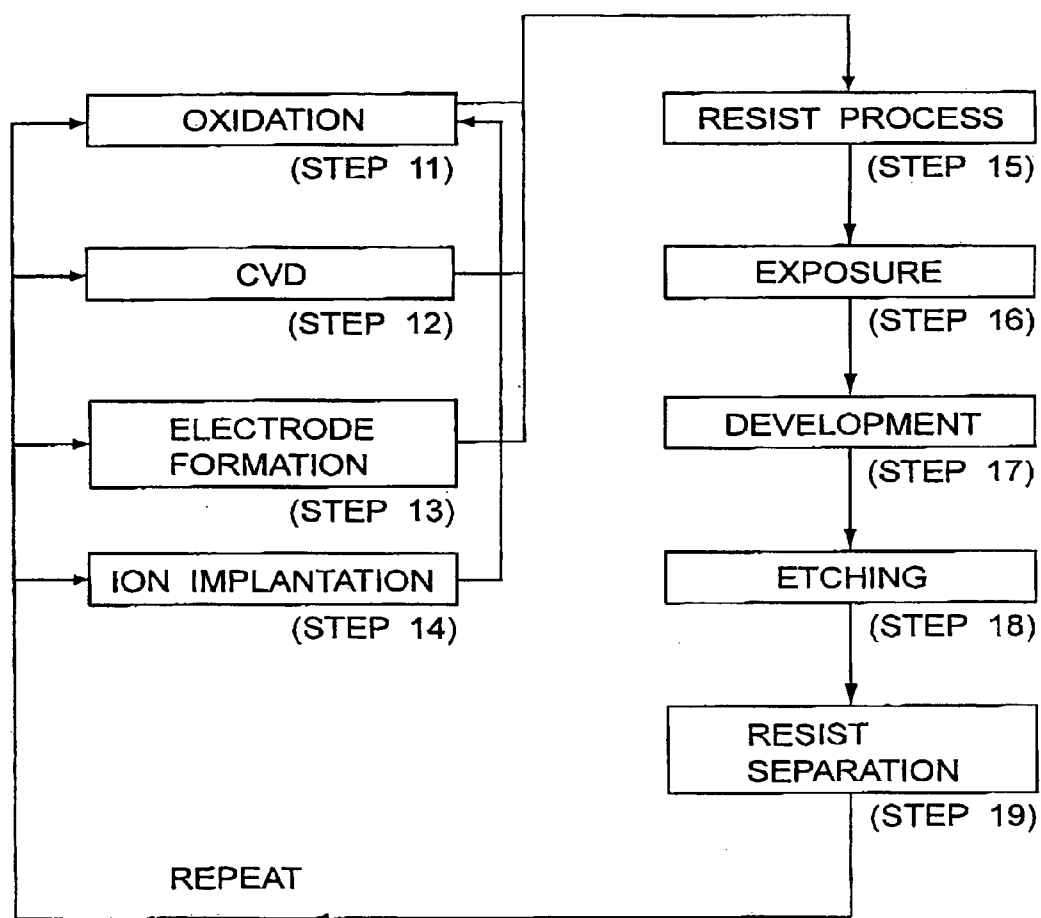 OXIDATION
(STEP 11)
CVD
(STEP 12)
ELECTRODE
FORMATION
(STEP 13)
ION IMPLANTATION
(STEP 14)
RESIST PROCESS
(STEP 15)
EXPOSURE
(STEP 16)
DEVELOPMENT
(STEP 17)
ETCHING
(STEP 18)
RESIST
SEPARATION
(STEP 19)
REPEAT